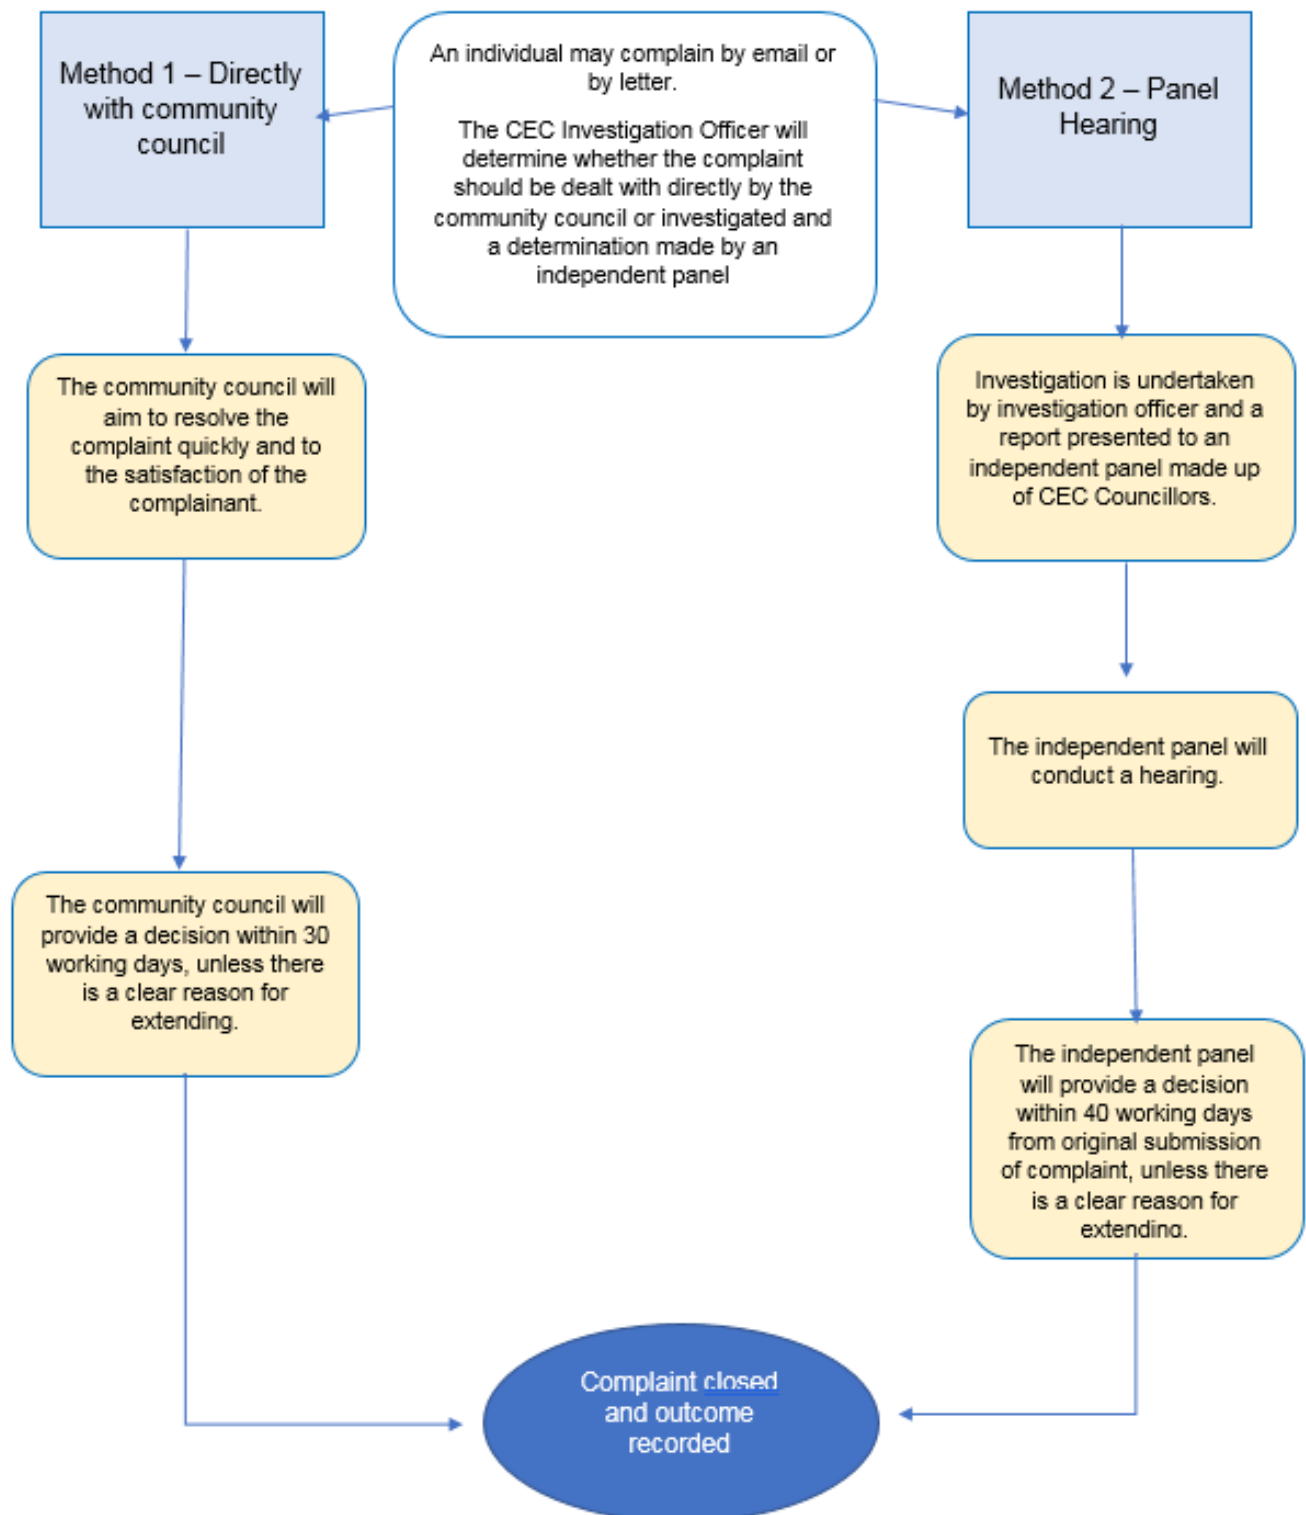 Method 1 – Directly
with community
council
An individual may complain by email or
by letter.
The CEC Investigation Officer will
determine whether the complaint
should be dealt with directly by the
community council or investigated and
a determination made by an
independent panel
Method 2 – Panel
Hearing
The community council will
aim to resolve the
complaint quickly and to
the satisfaction of the
complainant.
The community council will
provide a decision within 30
working days, unless there
is a clear reason for
extending.
Investigation is undertaken
by investigation officer and a
report presented to an
independent panel made up
of CEC Councillors.
The independent panel will
conduct a hearing.
The independent panel
will provide a decision
within 40 working days
from original submission
of complaint, unless there
is a clear reason for
extending.
Complaint closed
and outcome
recorded